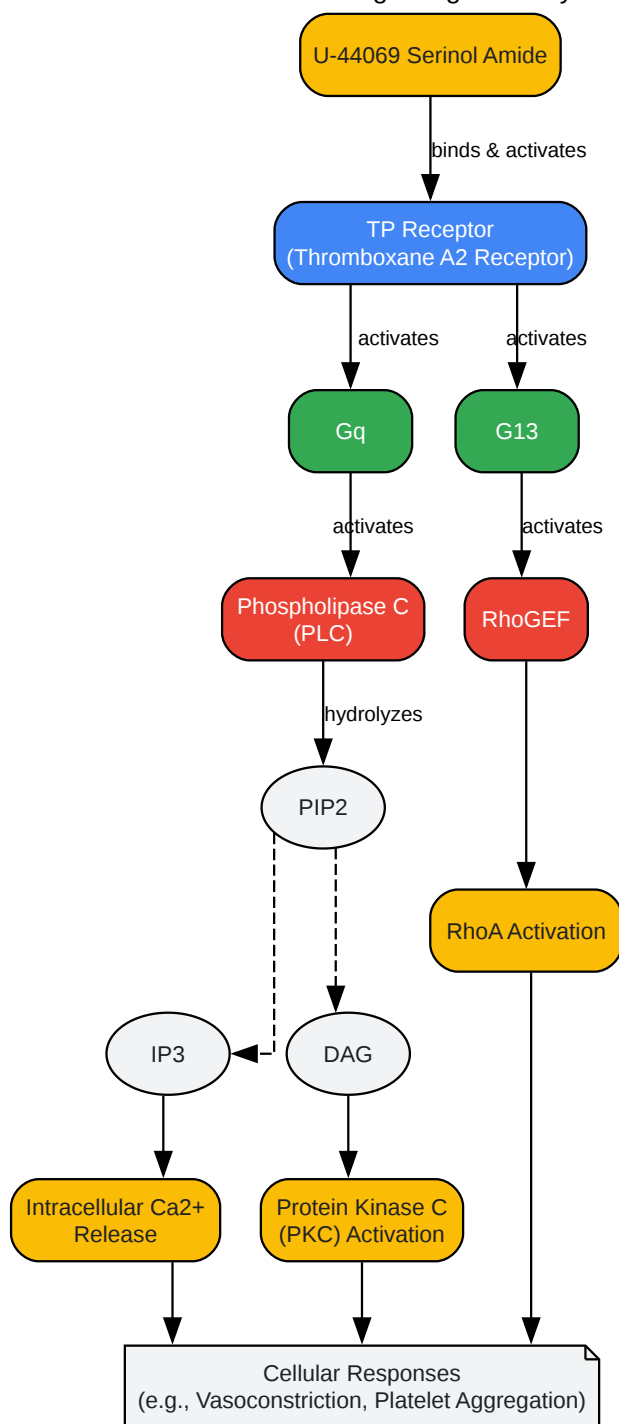 U-44069 Serinol Amide
binds & activates
TP Receptor
(Thromboxane A2 Receptor)
activates
activates
Gq
G13
activates
activates
Phospholipase C
(PLC)
RhoGEF
hydrolyzes
PIP2
RhoA Activation
IP3
DAG
Intracellular Ca2+
Release
Protein Kinase C
(PKC) Activation
Cellular Responses
(e.g., Vasoconstriction, Platelet Aggregation)